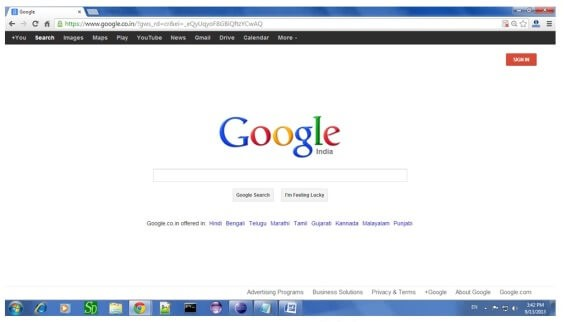 Google
https://www.google.co.in/?gws_rd=cr&ei=_eQyUqyoF8GBiQftzYCwAQ
+You Search Images Maps Play YouTube News Gmail Drive Calendar More
SIGN IN
Google
India
Google Search I'm Feeling Lucky
Google.co.in offered in: Hindi Bengali Telugu Marathi Tamil Gujarati Kannada Malayalam Punjabi
Advertising Programs Business Solutions Privacy & Terms +Google About Google Google.com
EN
3:42 PM
9/13/2013